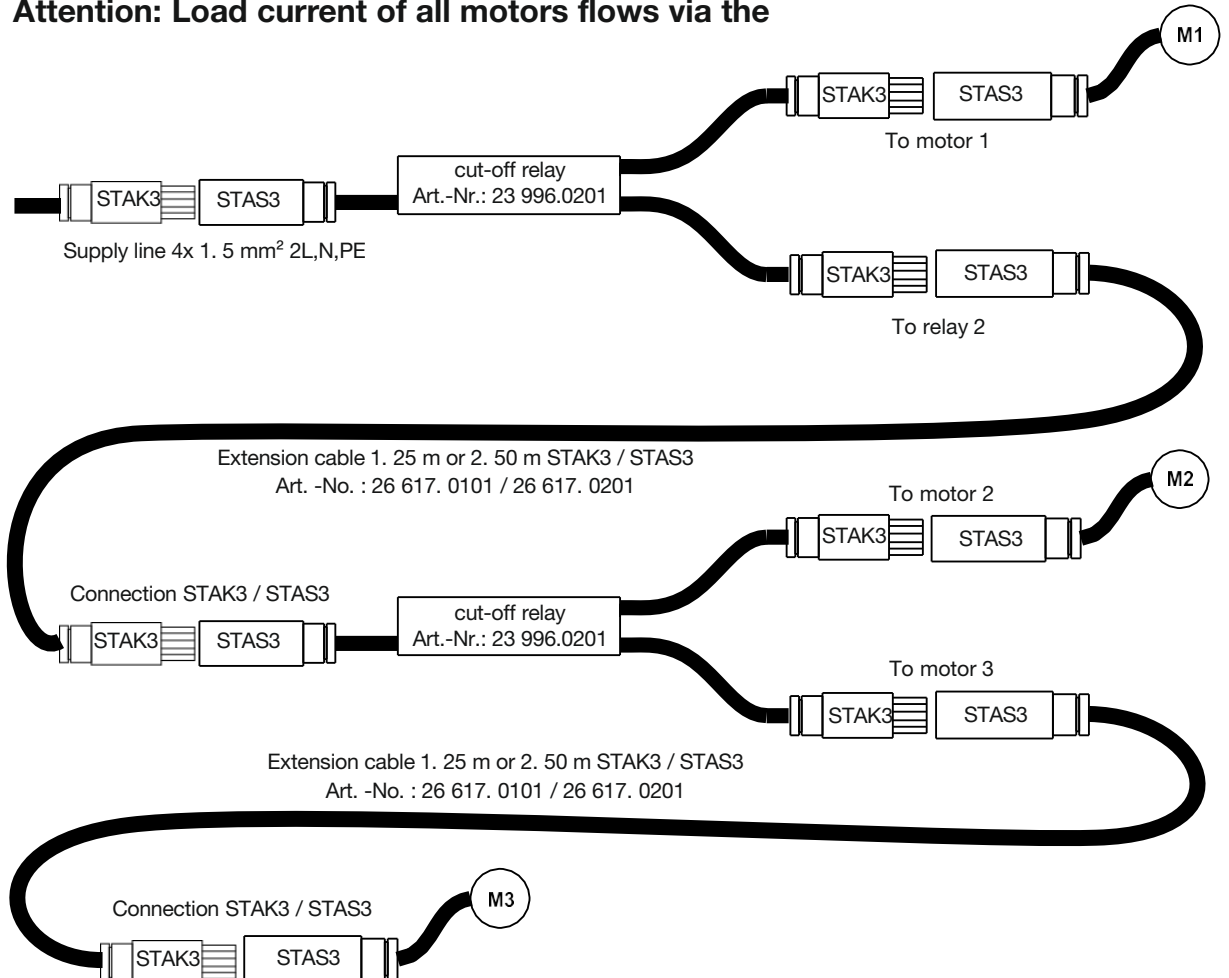 Attention: Load current of all motors flows via the
M1
STAK3 STAS3
To motor 1
cut-off relay
Art.-Nr.: 23 996.0201
STAK3 STAS3
Supply line 4x 1. 5 mm² 2L,N,PE
STAK3 STAS3
To relay 2
Extension cable 1. 25 m or 2. 50 m STAK3 / STAS3
Art. -No. : 26 617. 0101 / 26 617. 0201
M2
To motor 2
STAK3 STAS3
Connection STAK3 / STAS3
cut-off relay
Art.-Nr.: 23 996.0201
STAK3 STAS3
To motor 3
STAK3 STAS3
Extension cable 1. 25 m or 2. 50 m STAK3 / STAS3
Art. -No. : 26 617. 0101 / 26 617. 0201
M3
Connection STAK3 / STAS3
STAK3 STAS3